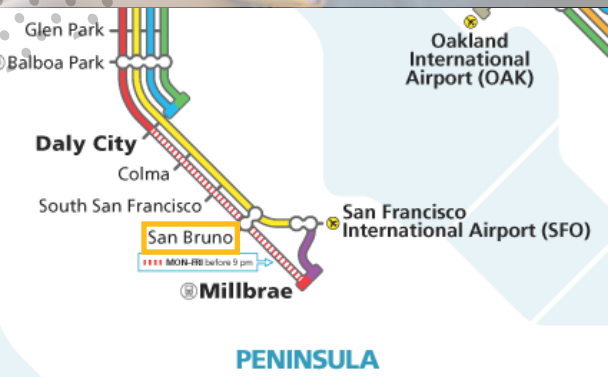 Glen Park
Balboa Park
Oakland
International
Airport (OAK)
Daly City
Colma
South San Francisco
San Francisco
International Airport (SFO)
San Bruno
MON-FRI before 9 pm
Millbrae
PENINSULA